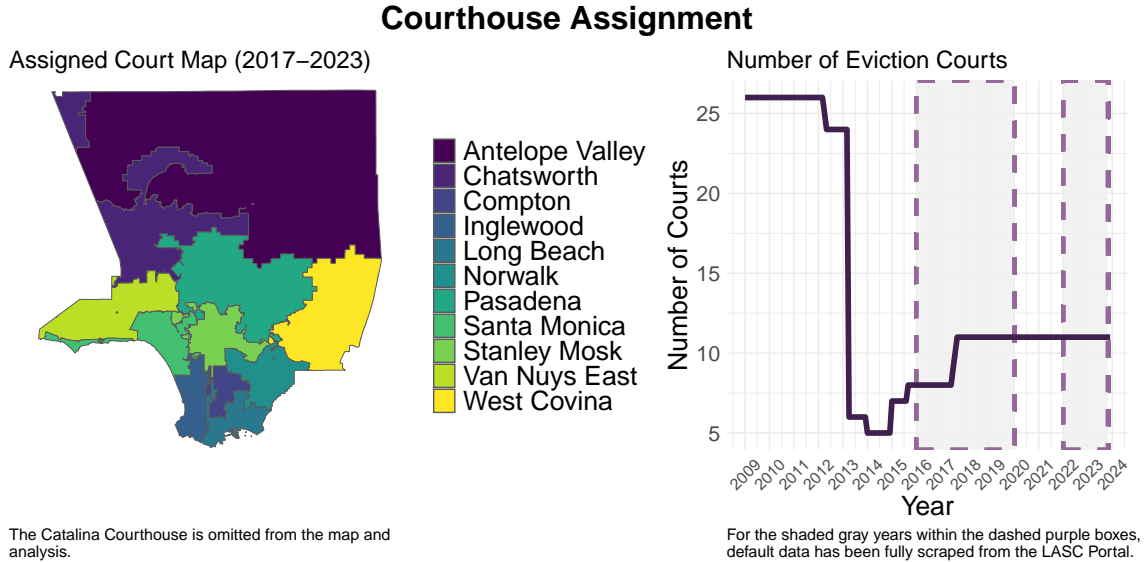 Courthouse Assignment
Assigned Court Map (2017−2023)
Antelope Valley
Chatsworth
Compton
Inglewood
Long Beach
Norwalk
Pasadena
Santa Monica
Stanley Mosk
Van Nuys East
West Covina
The Catalina Courthouse is omitted from the map and
analysis.
Number of Eviction Courts
Number of Courts
25
20
15
10
5
2009 2010 2011 2012 2013 2014 2015 2016 2017 2018 2019 2020 2021 2022 2023 2024
Year
For the shaded gray years within the dashed purple boxes,
default data has been fully scraped from the LASC Portal.